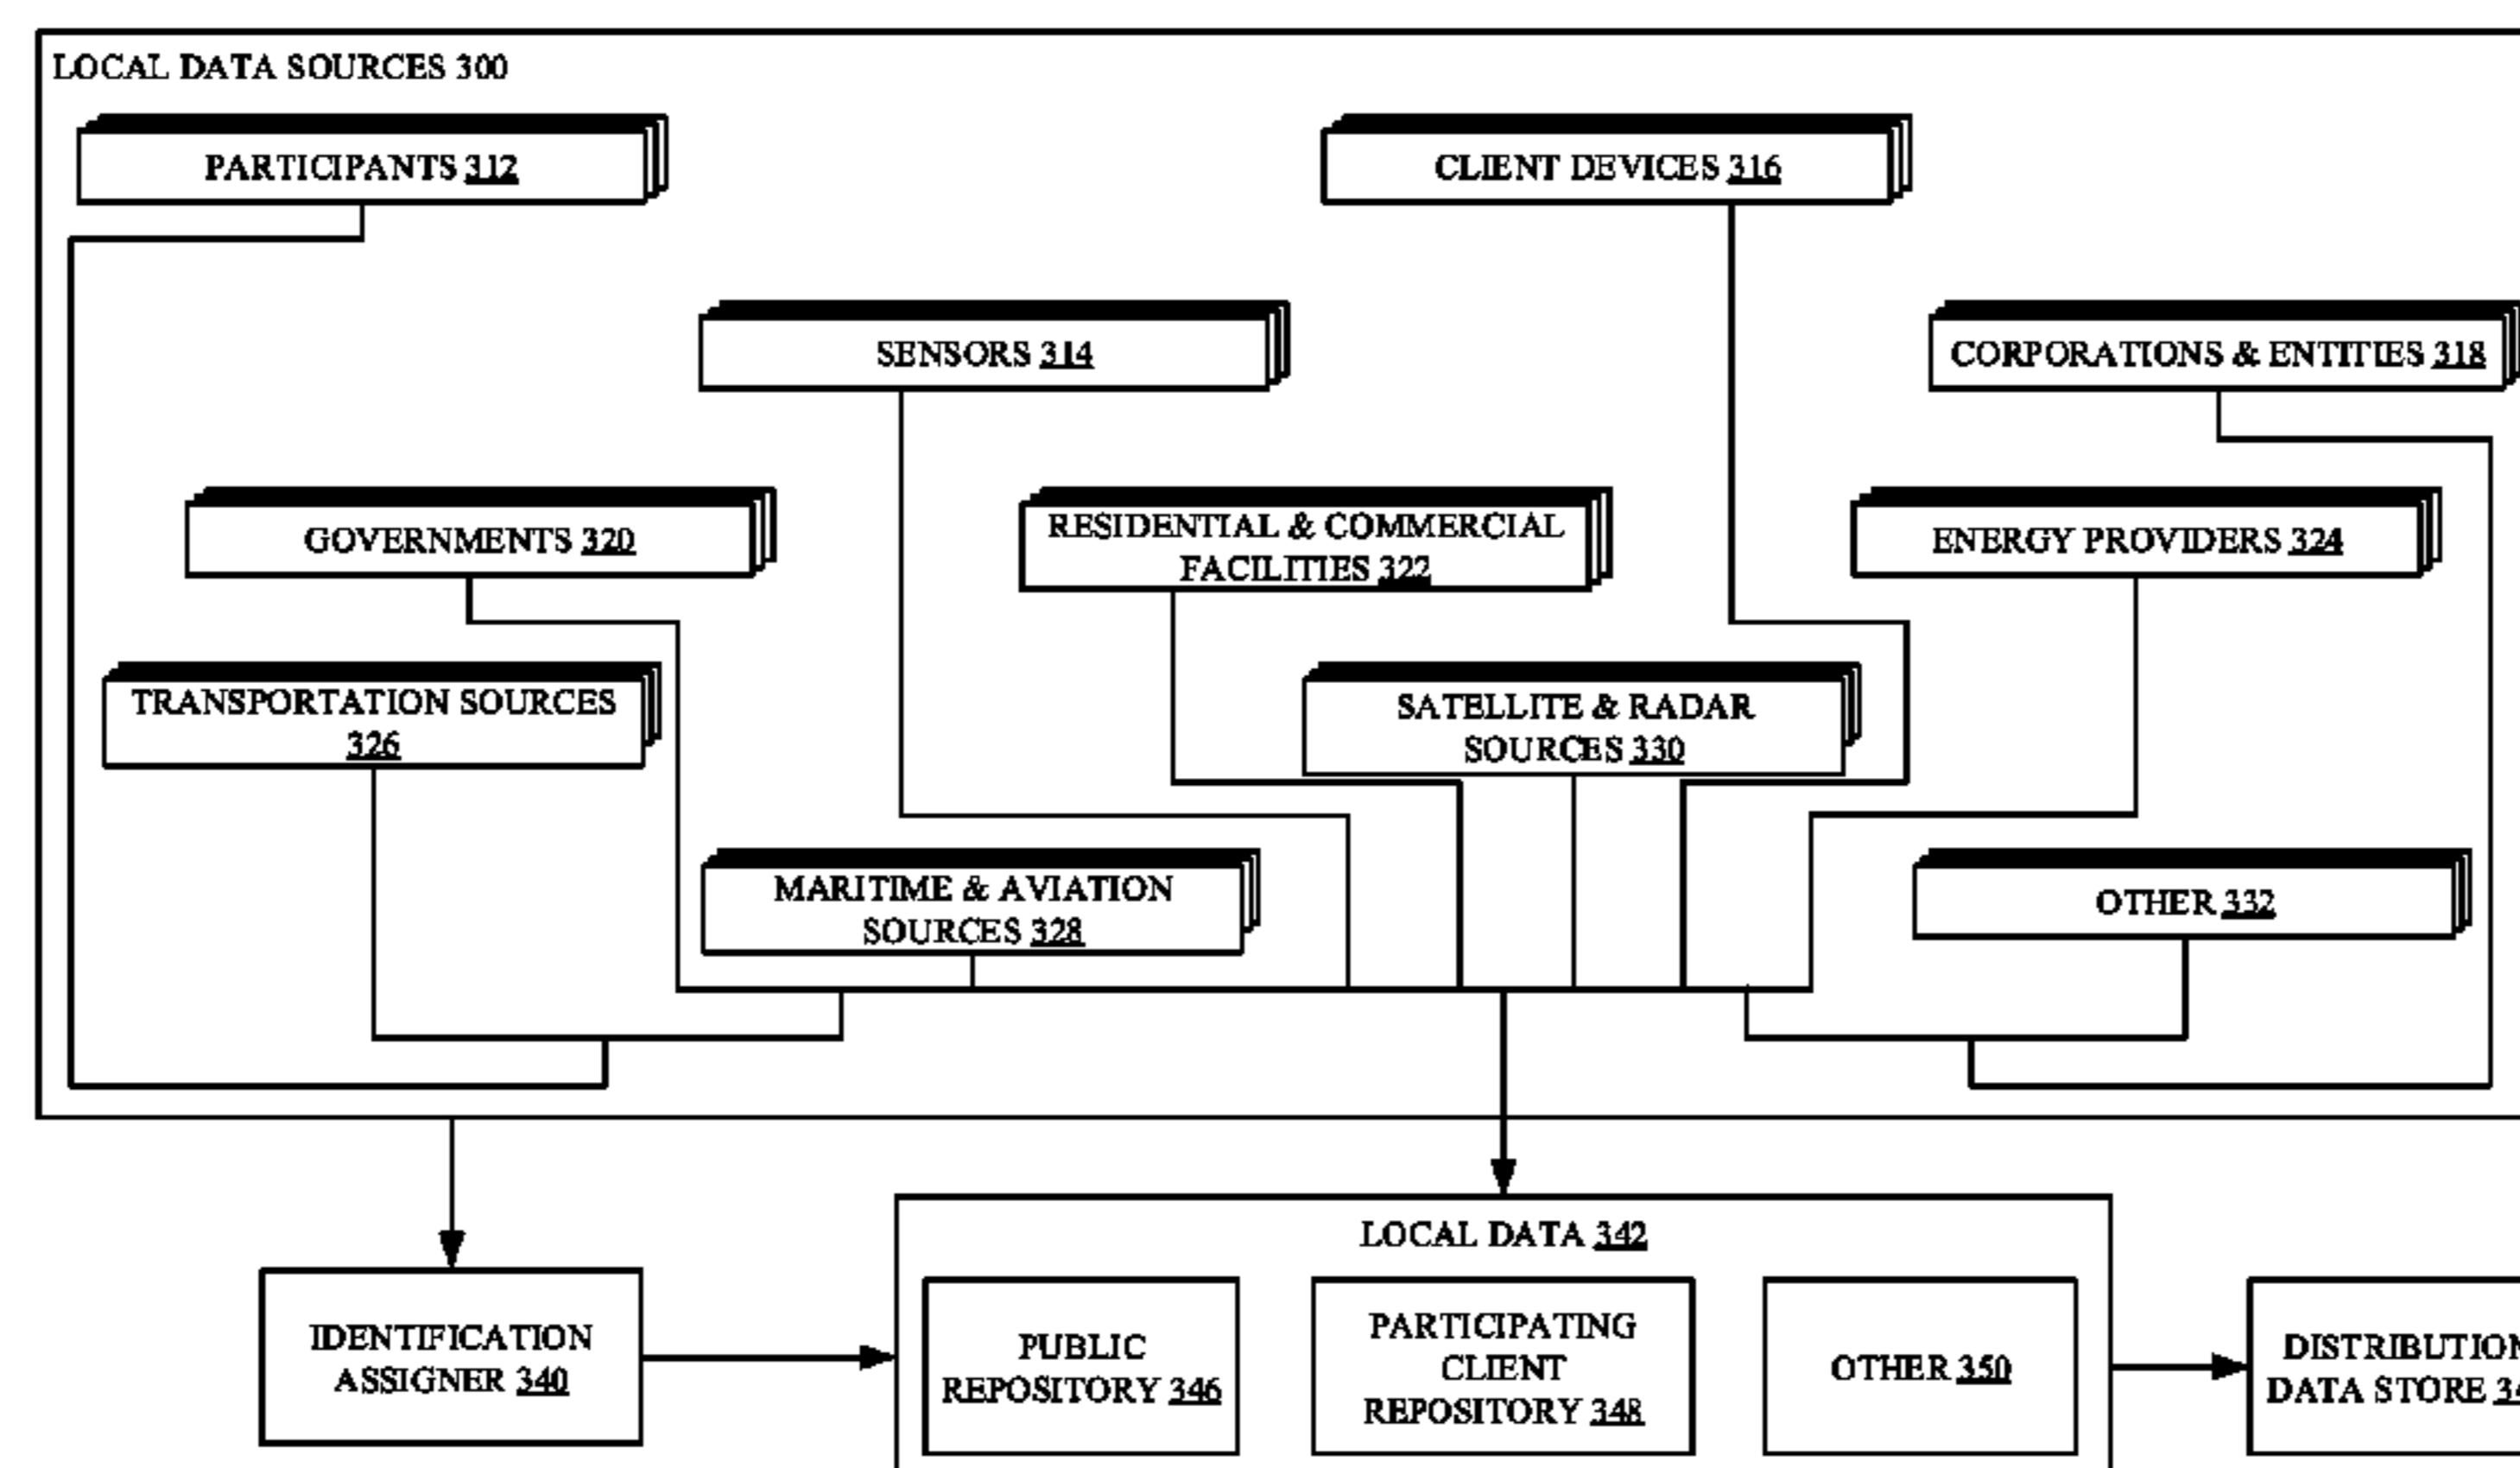 LOCAL DATA SOURCES 300
PARTICIPANTS 312
CLIENT DEVICES 316
SENSORS 314
CORPORATIONS & ENTITIES 318
GOVERNMENTS 320
RESIDENTIAL & COMMERCIAL
FACILITIES 322
ENERGY PROVIDERS 324
TRANSPORTATION SOURCES
326
SATELLITE & RADAR
SOURCES 330
MARITIME & AVIATION
SOURCES 328
OTHER 332
LOCAL DATA 342
IDENTIFICATION
ASSIGNER 340
PUBLIC
REPOSITORY 346
PARTICIPATING
CLIENT
REPOSITORY 348
OTHER 350
DISTRIBUTION
DATA STORE